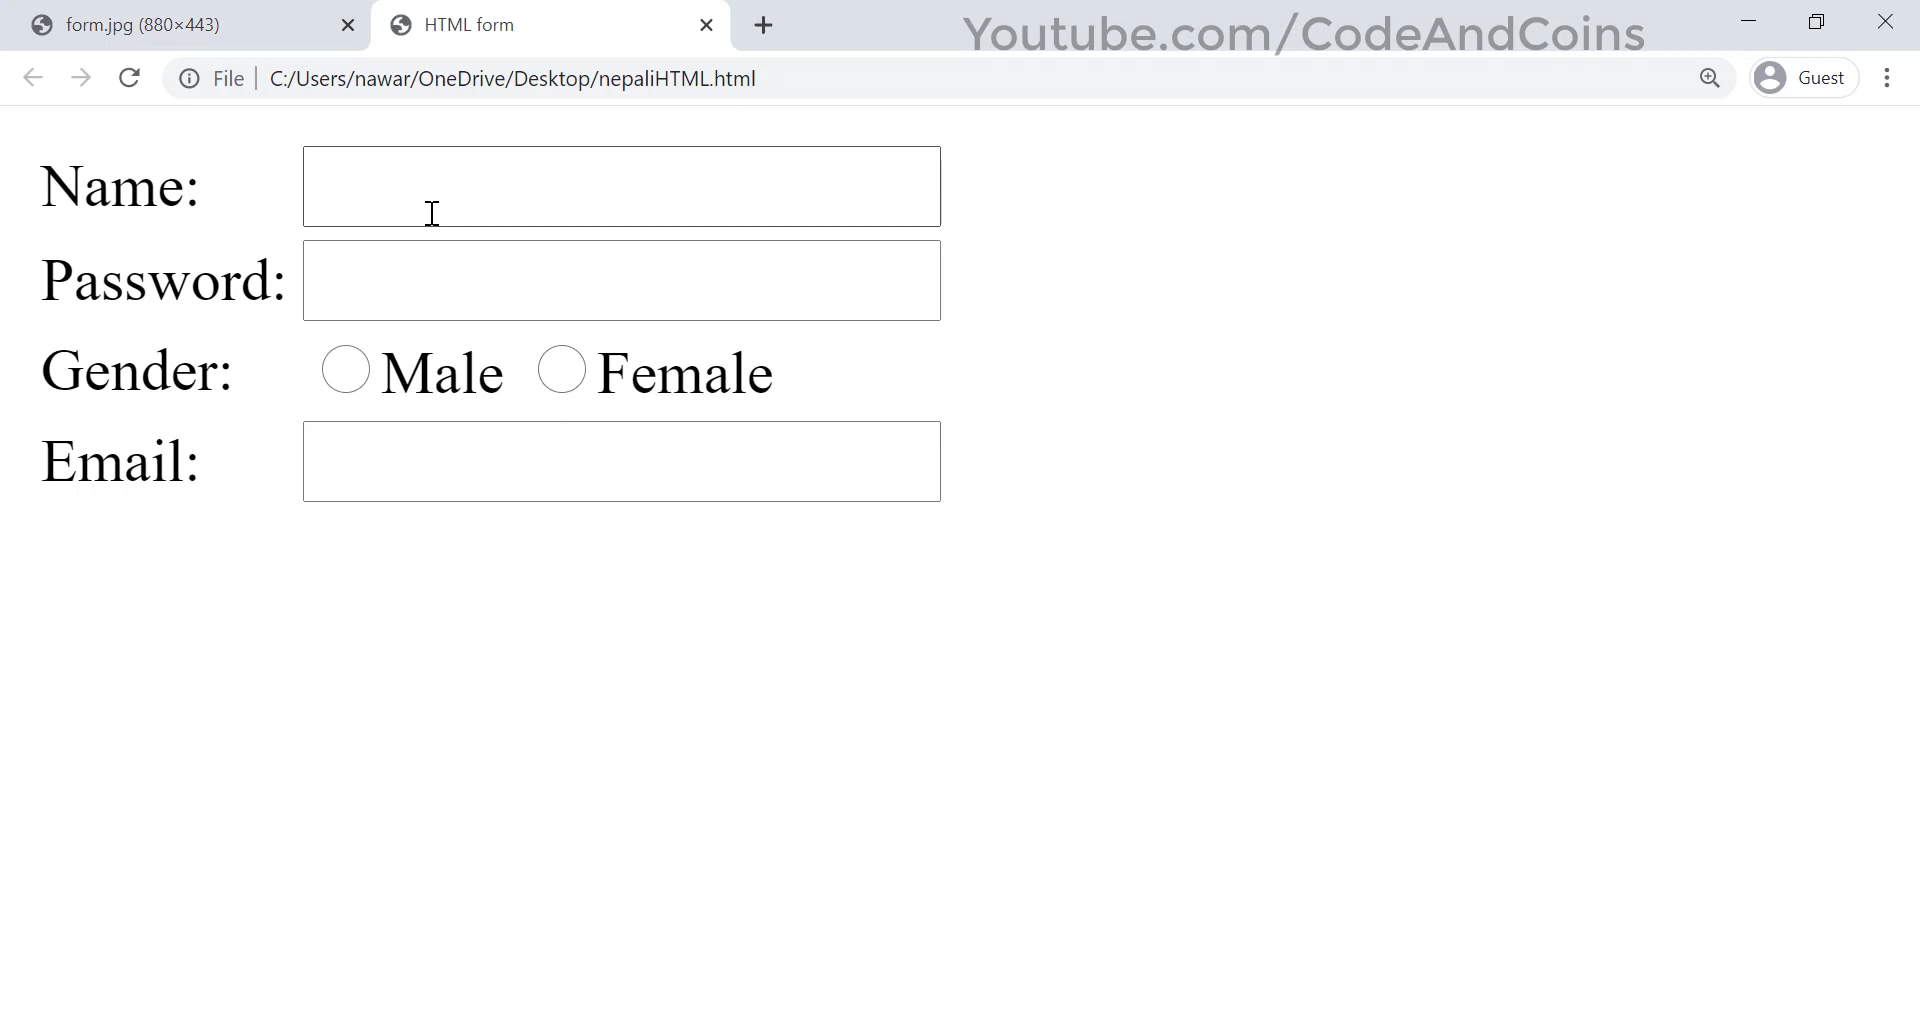 form.jpg (880×443)
HTML form
Youtube.com/CodeAndCoins
File
C:/Users/nawar/OneDrive/Desktop/nepaliHTML.html
Guest
Name:
Password:
Gender:
Male
Female
Email: